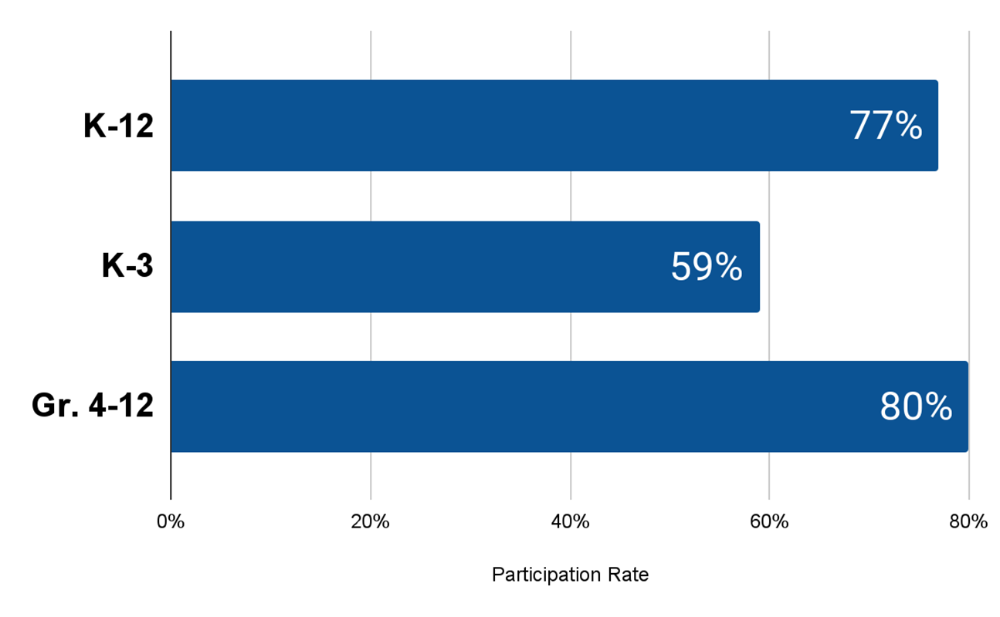 K-12
77%
K-3
59%
Gr. 4-12
80%
0% 20% 40% 60% 80%
Participation Rate